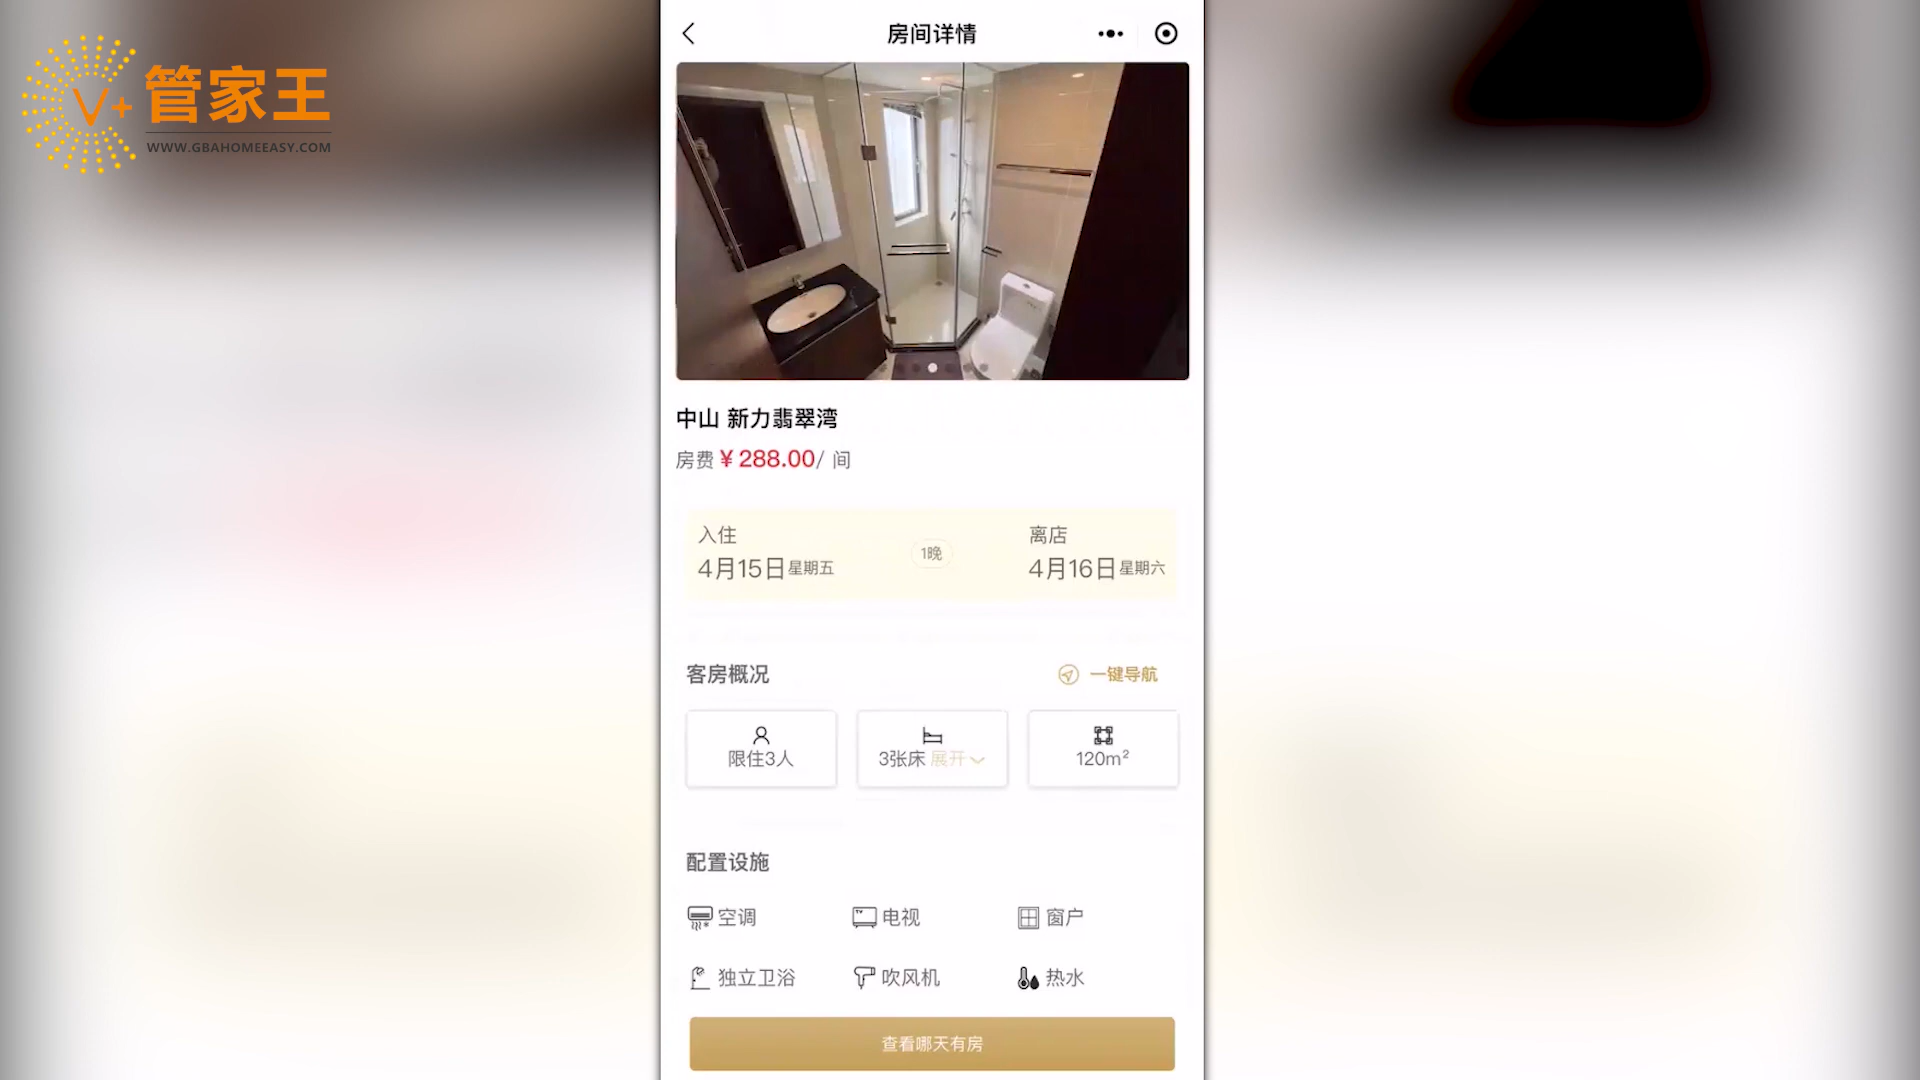 V+ 管家王
WWW.GBAHOMEEASY.COM
房间详情
中山 新力翡翠湾
房费 ¥ 288.00/ 间
入住
离店
4月15日 星期五
1晚
4月16日 星期六
客房概况
一键导航
限住3人
3张床 展开
120m²
配置设施
空调
电视
窗户
独立卫浴
吹风机
热水
查看哪天有房